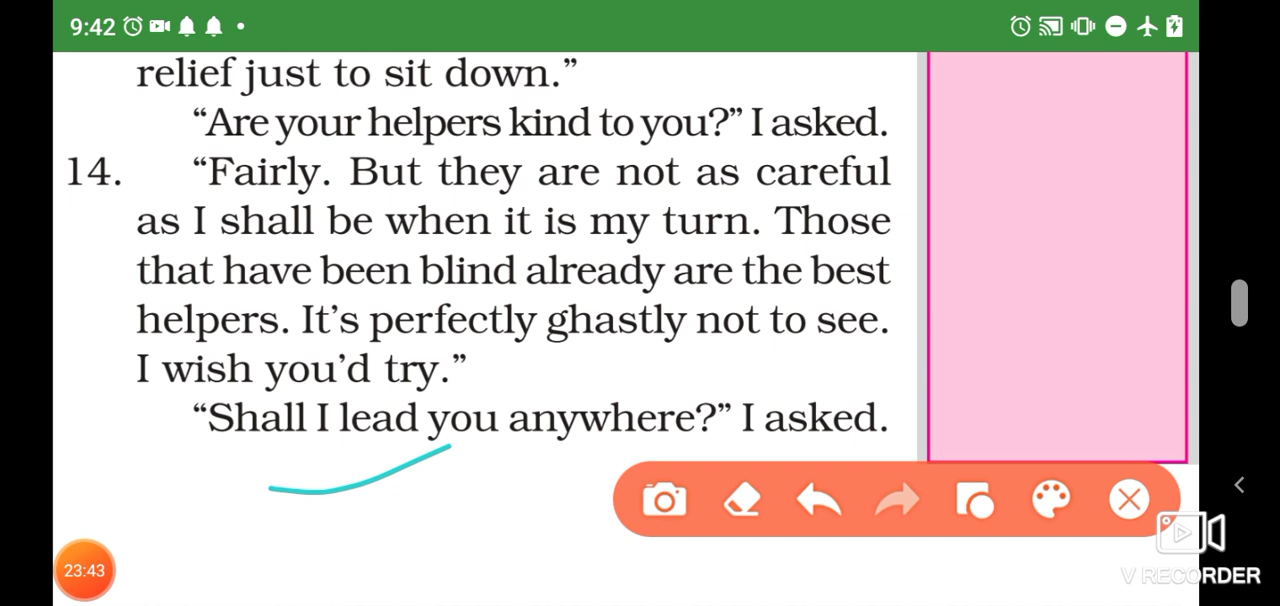 9:42
relief just to sit down.”
“Are your helpers kind to you?” I asked.
14. “Fairly. But they are not as careful
as I shall be when it is my turn. Those
that have been blind already are the best
helpers. It’s perfectly ghastly not to see.
I wish you’d try.”
“Shall I lead you anywhere?” I asked.
23:43
V RECORDER